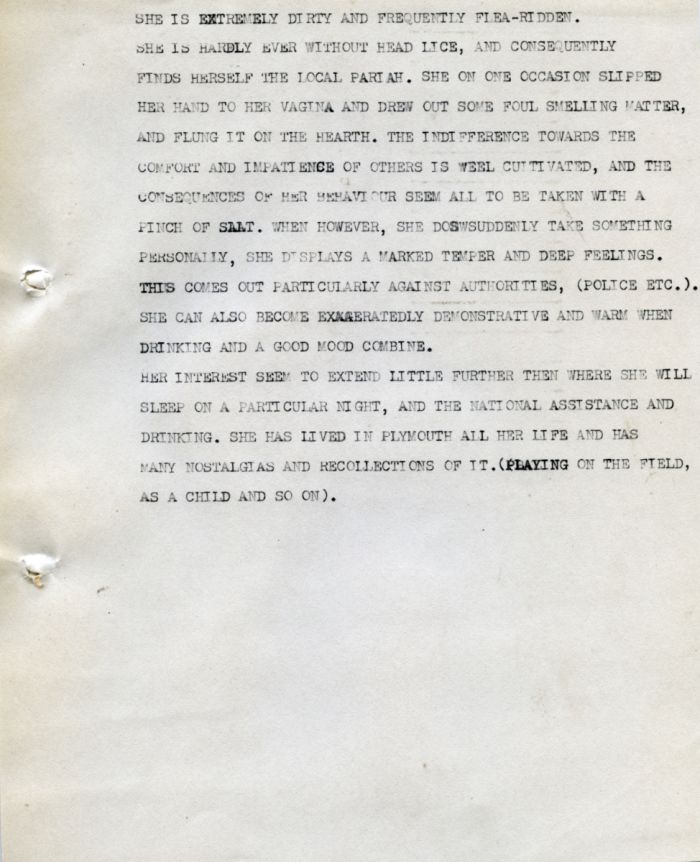 SHE IS EXTREMELY DIRTY AND FREQUENTLY FLEA-RIDDEN.
SHE IS HARDLY EVER WITHOUT HEAD LICE, AND CONSEQUENTLY
FINDS HERSELF THE LOCAL PARIAH. SHE ON ONE OCCASION SLIPPED
HER HAND TO HER VAGINA AND DREW OUT SOME FOUL SMELLING MATTER,
AND FLUNG IT ON THE HEARTH. THE INDIFFERENCE TOWARDS THE
COMFORT AND IMPATIENCE OF OTHERS IS WEEL CULTIVATED, AND THE
CONSEQUENCES OF HER BEHAVIOUR SEEM ALL TO BE TAKEN WITH A
PINCH OF SALT. WHEN HOWEVER, SHE DOSWSUDDENLY TAKE SOMETHING
PERSONALLY, SHE DISPLAYS A MARKED TEMPER AND DEEP FEELINGS.
THIS COMES OUT PARTICULARLY AGAINST AUTHORITIES, (POLICE ETC.).
SHE CAN ALSO BECOME EXAAERATEDLY DEMONSTRATIVE AND WARM WHEN
DRINKING AND A GOOD MOOD COMBINE.
HER INTEREST SEEM TO EXTEND LITTLE FURTHER THEN WHERE SHE WILL
SLEEP ON A PARTICULAR NIGHT, AND THE NATIONAL ASSISTANCE AND
DRINKING. SHE HAS LIVED IN PLYMOUTH ALL HER LIFE AND HAS
MANY NOSTALGIAS AND RECOLLECTIONS OF IT.(PLAYING ON THE FIELD,
AS A CHILD AND SO ON).